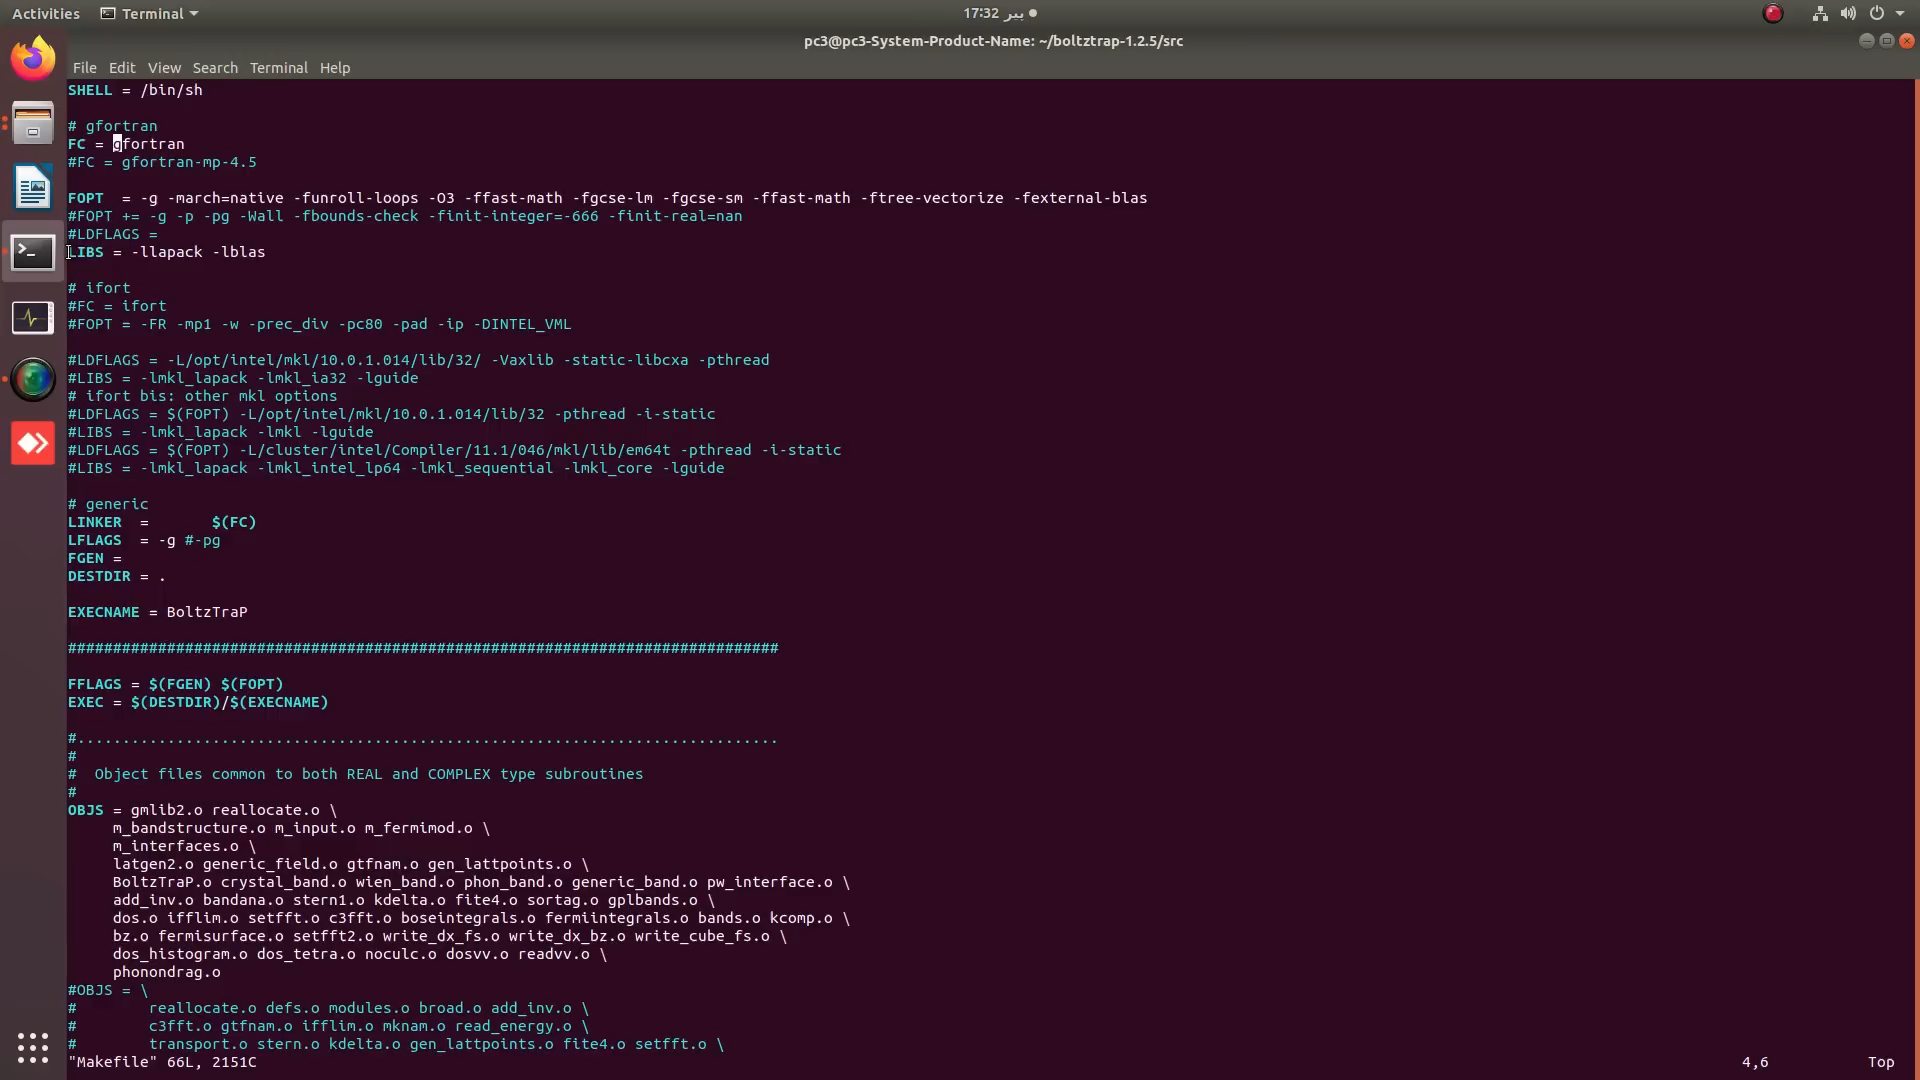 Activities Terminal
پیر 17:32
pc3@pc3-System-Product-Name: ~/boltztrap-1.2.5/src
File Edit View Search Terminal Help
SHELL = /bin/sh
# gfortran
FC = gfortran
#FC = gfortran-mp-4.5
FOPT = -g -march=native -funroll-loops -O3 -ffast-math -fgcse-lm -fgcse-sm -ffast-math -ftree-vectorize -fexternal-blas
#FOPT += -g -p -pg -Wall -fbounds-check -finit-integer=-666 -finit-real=nan
#LDFLAGS =
LIBS = -llapack -lblas
# ifort
#FC = ifort
#FOPT = -FR -mp1 -w -prec_div -pc80 -pad -ip -DINTEL_VML
#LDFLAGS = -L/opt/intel/mkl/10.0.1.014/lib/32/ -Vaxlib -static-libcxa -pthread
#LIBS = -lmkl_lapack -lmkl_ia32 -lguide
# ifort bis: other mkl options
#LDFLAGS = $(FOPT) -L/opt/intel/mkl/10.0.1.014/lib/32 -pthread -i-static
#LIBS = -lmkl_lapack -lmkl -lguide
#LDFLAGS = $(FOPT) -L/cluster/intel/Compiler/11.1/046/mkl/lib/em64t -pthread -i-static
#LIBS = -lmkl_lapack -lmkl_intel_lp64 -lmkl_sequential -lmkl_core -lguide
# generic
LINKER = $(FC)
LFLAGS = -g #-pg
FGEN =
DESTDIR = .
EXECNAME = BoltzTraP
###############################################################################
FFLAGS = $(FGEN) $(FOPT)
EXEC = $(DESTDIR)/$(EXECNAME)
#..............................................................................
#
# Object files common to both REAL and COMPLEX type subroutines
#
OBJS = gmlib2.o reallocate.o \
m_bandstructure.o m_input.o m_fermimod.o \
m_interfaces.o \
latgen2.o generic_field.o gtfnam.o gen_lattpoints.o \
BoltzTraP.o crystal_band.o wien_band.o phon_band.o generic_band.o pw_interface.o \
add_inv.o bandana.o stern1.o kdelta.o fite4.o sortag.o gplbands.o \
dos.o ifflim.o setfft.o c3fft.o boseintegrals.o fermiintegrals.o bands.o kcomp.o \
bz.o fermisurface.o setfft2.o write_dx_fs.o write_dx_bz.o write_cube_fs.o \
dos_histogram.o dos_tetra.o noculc.o dosvv.o readvv.o \
phonondrag.o
#OBJS = \
# reallocate.o defs.o modules.o broad.o add_inv.o \
# c3fft.o gtfnam.o ifflim.o mknam.o read_energy.o \
# transport.o stern.o kdelta.o gen_lattpoints.o fite4.o setfft.o \
"Makefile" 66L, 2151C 4,6 Top